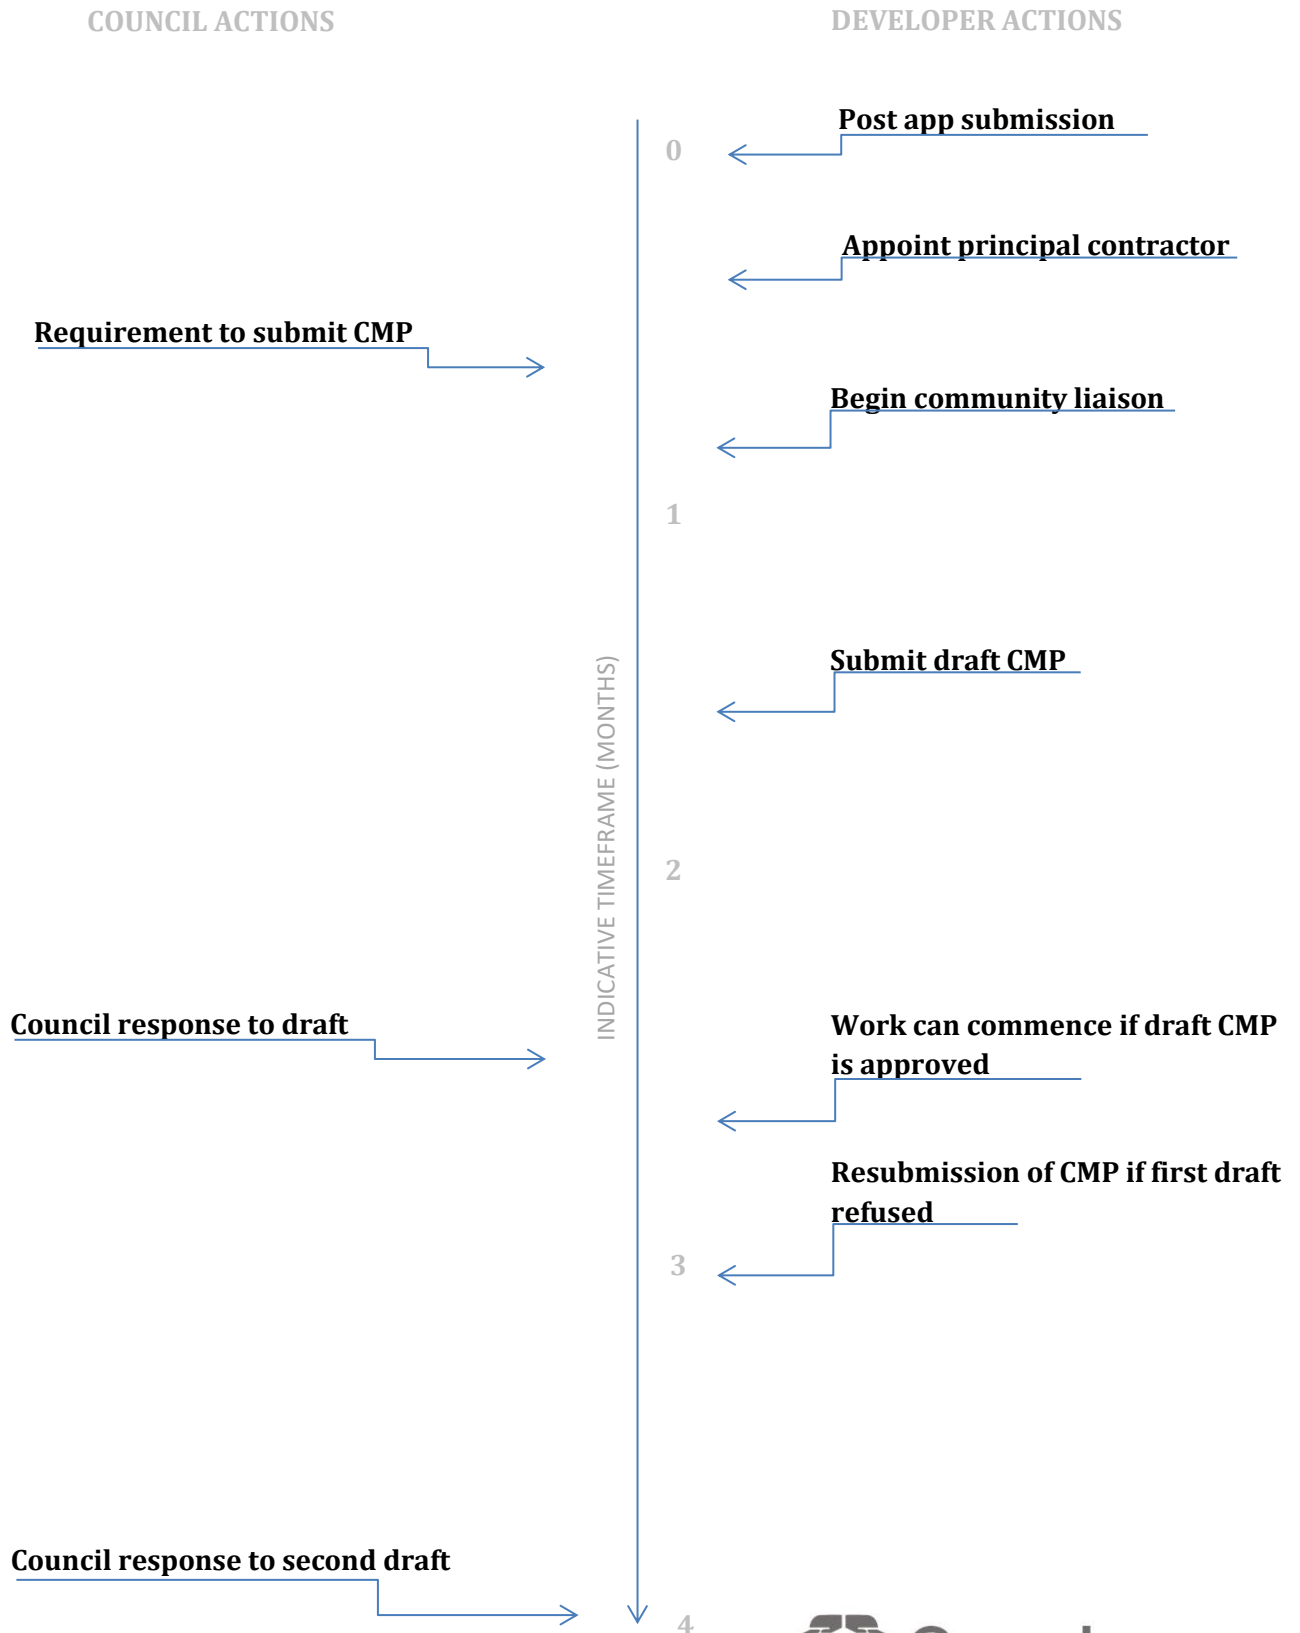 COUNCIL ACTIONS
DEVELOPER ACTIONS
Post app submission
0
Appoint principal contractor
Requirement to submit CMP
Begin community liaison
1
Submit draft CMP
INDICATIVE TIMEFRAME (MONTHS)
2
Council response to draft
Work can commence if draft CMP
is approved
Resubmission of CMP if first draft
refused
3
Council response to second draft
4